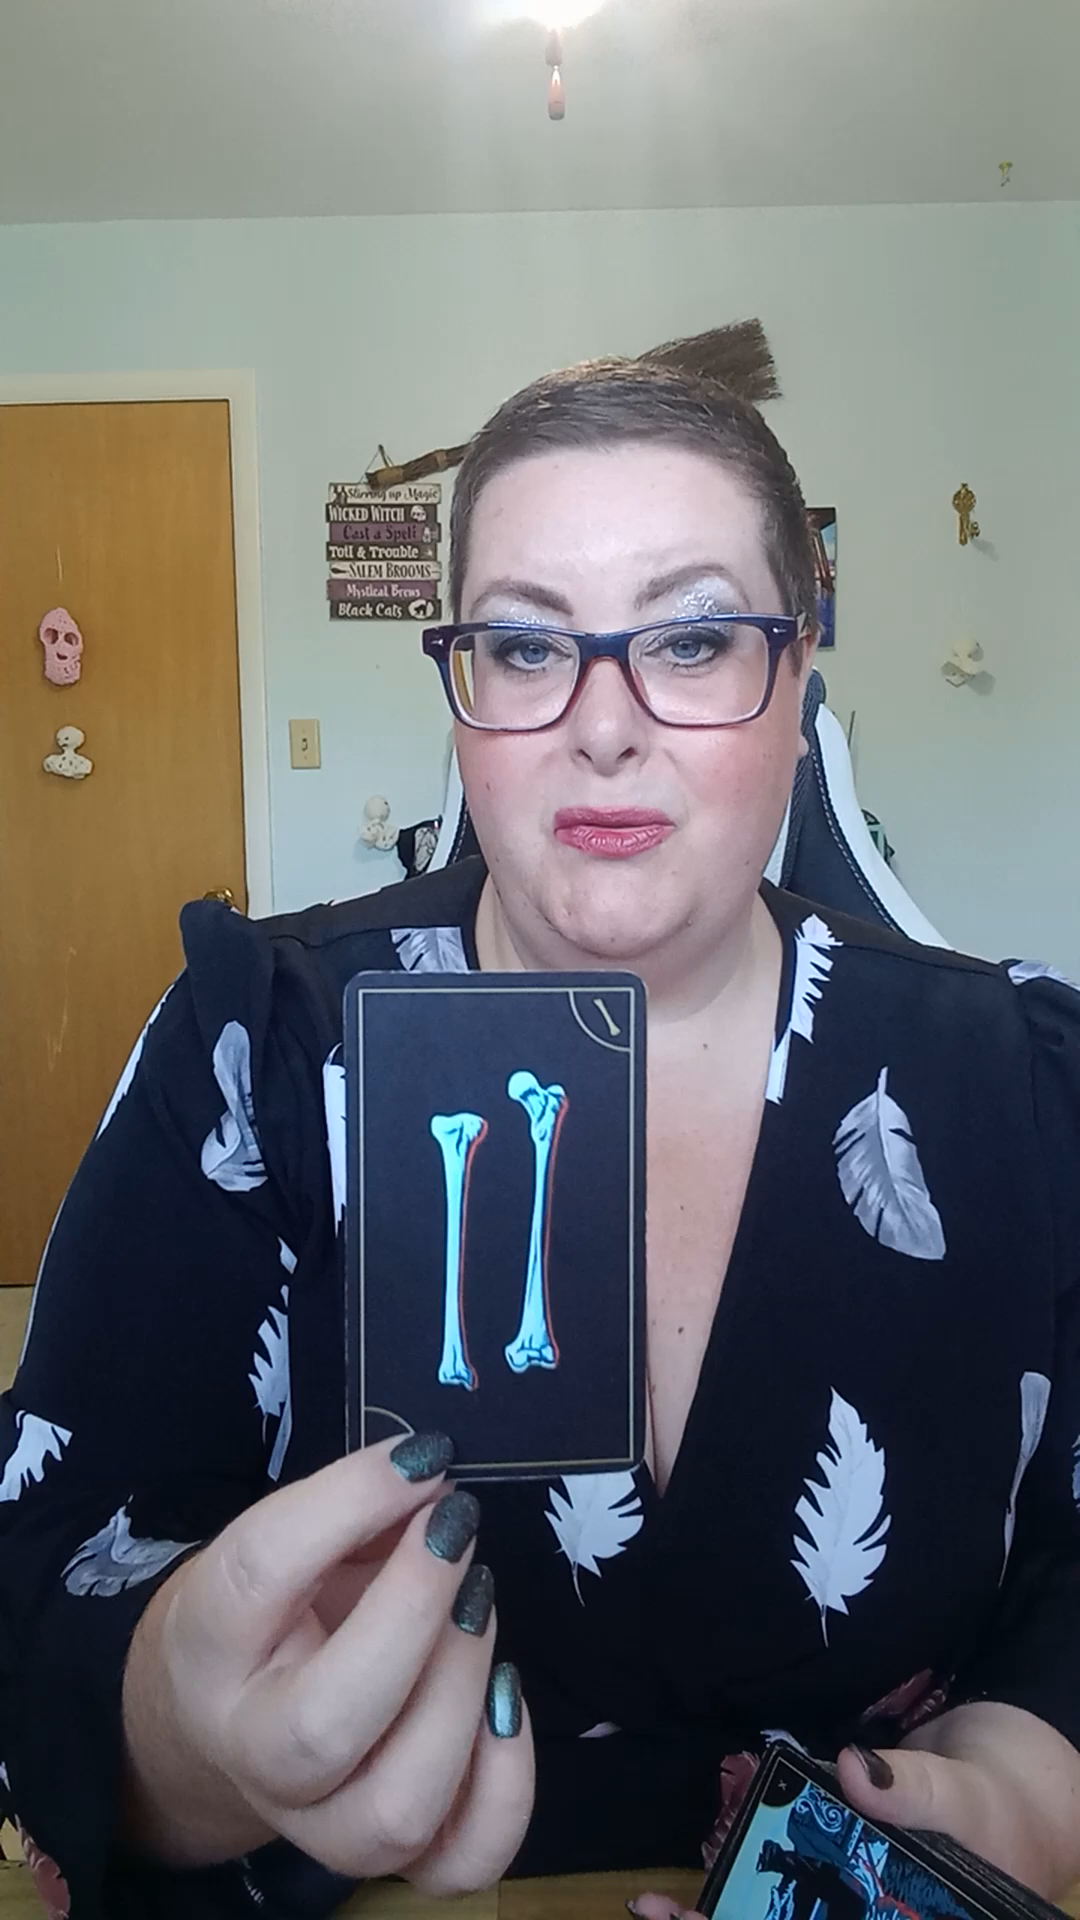 Stirring up Magic
WICKED WITCH
Cast a Spell
Toil & Trouble
SALEM BROOMS
Mystical Brews
Black Cats
X